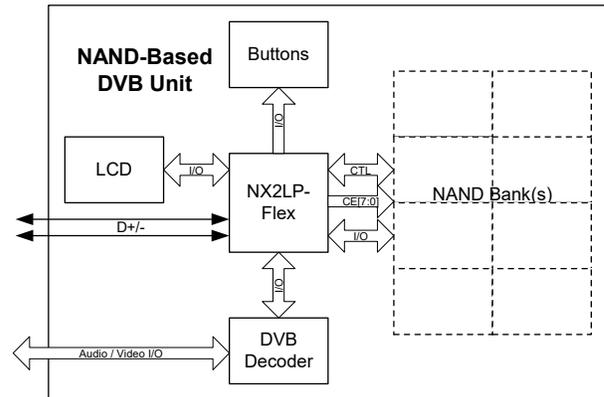 NAND-Based
DVB Unit
Buttons
I/O
LCD
I/O
NX2LP-
Flex
CTL
CE[7:0]
I/O
NAND Bank(s)
D+/-
I/O
DVB
Decoder
Audio / Video I/O